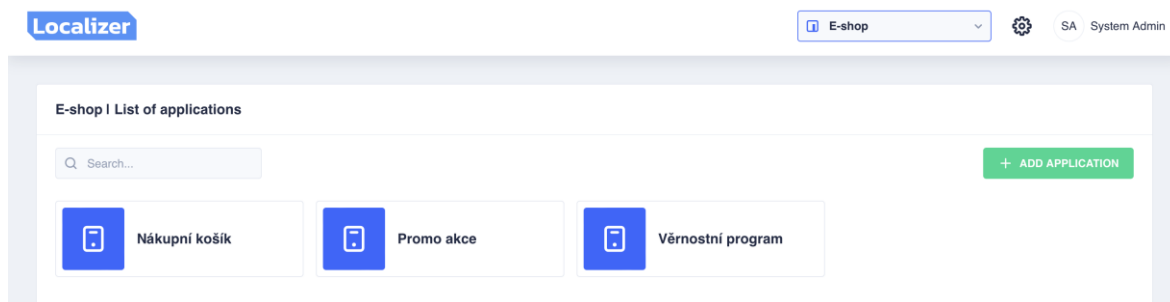 Localizer
E-shop
SA System Admin
E-shop | List of applications
Search...
+ ADD APPLICATION
Nákupní košík
Promo akce
Věrnostní program